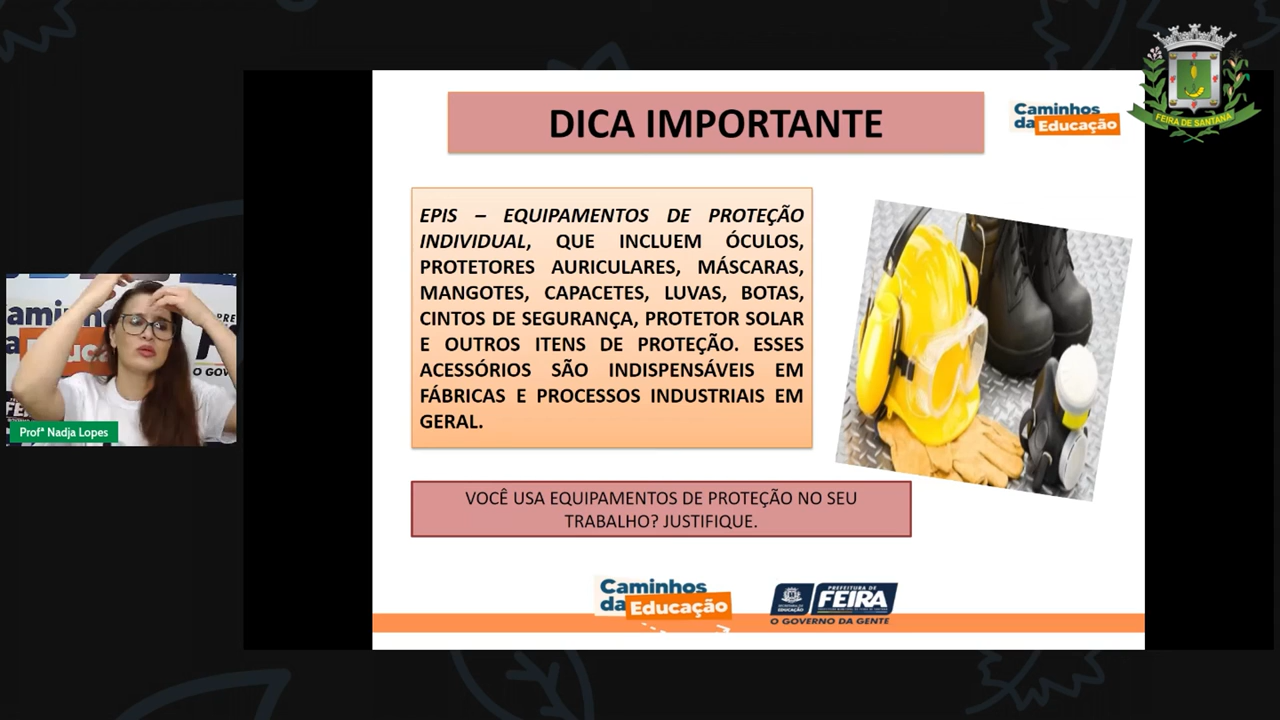 DICA IMPORTANTE
Caminhos
da Educação
FEIRA DE SANTANA
EPIS – EQUIPAMENTOS DE PROTEÇÃO
INDIVIDUAL, QUE INCLUEM ÓCULOS,
PROTETORES AURICULARES, MÁSCARAS,
MANGOTES, CAPACETES, LUVAS, BOTAS,
CINTOS DE SEGURANÇA, PROTETOR SOLAR
E OUTROS ITENS DE PROTEÇÃO. ESSES
ACESSÓRIOS SÃO INDISPENSÁVEIS EM
FÁBRICAS E PROCESSOS INDUSTRIAIS EM
GERAL.
Profª Nadja Lopes
VOCÊ USA EQUIPAMENTOS DE PROTEÇÃO NO SEU
TRABALHO? JUSTIFIQUE.
Caminhos
da Educação
PREFEITURA DE
FEIRA
O GOVERNO DA GENTE